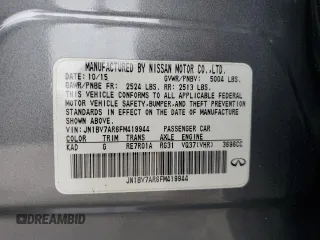 MANUFACTURED BY NISSAN MOTOR CO.,LTD.
DATE: 10/15 GVWR/PNBV: 5004 LBS.
GAWR/PNBE FR: 2524 LBS. RR: 2513 LBS.
THIS VEHICLE CONFORMS TO ALL APPLICABLE
FEDERAL MOTOR VEHICLE SAFETY,BUMPER,AND THEFT PREVENTION
STANDARDS IN EFFECT ON THE DATE OF MANUFACTURE
SHOWN ABOVE.
VIN: JN1BV7AR6FM419944 PASSENGER CAR
COLOR TRIM TRANS AXLE ENGINE
KAD G RE7R01A RG31 VQ37(VHR) 3696CC
JN1BV7AR6FM419944
DREAMBID